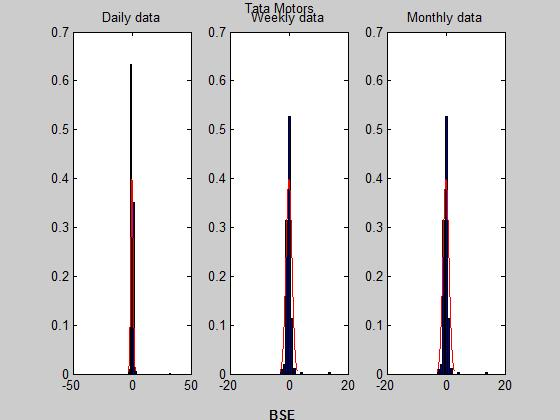 Tata Motors
Daily data
Weekly data
Monthly data
0.7 0.7 0.7
0.6 0.6 0.6
0.5 0.5 0.5
0.4 0.4 0.4
0.3 0.3 0.3
0.2 0.2 0.2
0.1 0.1 0.1
0 0 0
-50 0 50 -20 0 20 -20 0 20
BSE